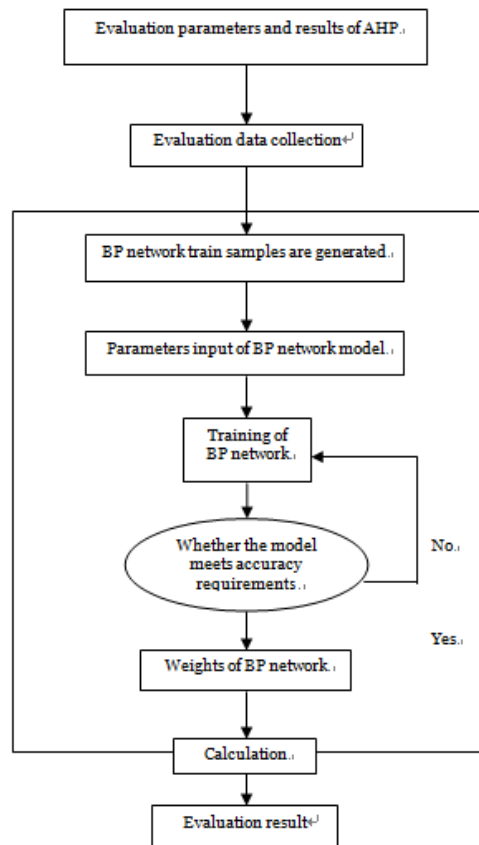 Evaluation parameters and results of AHP.
Evaluation data collection↵
BP network train samples are generated.
Parameters input of BP network model.
Training of
BP network.
Whether the model
meets accuracy
requirements.
No.
Yes.
Weights of BP network.
Calculation.
Evaluation result↵